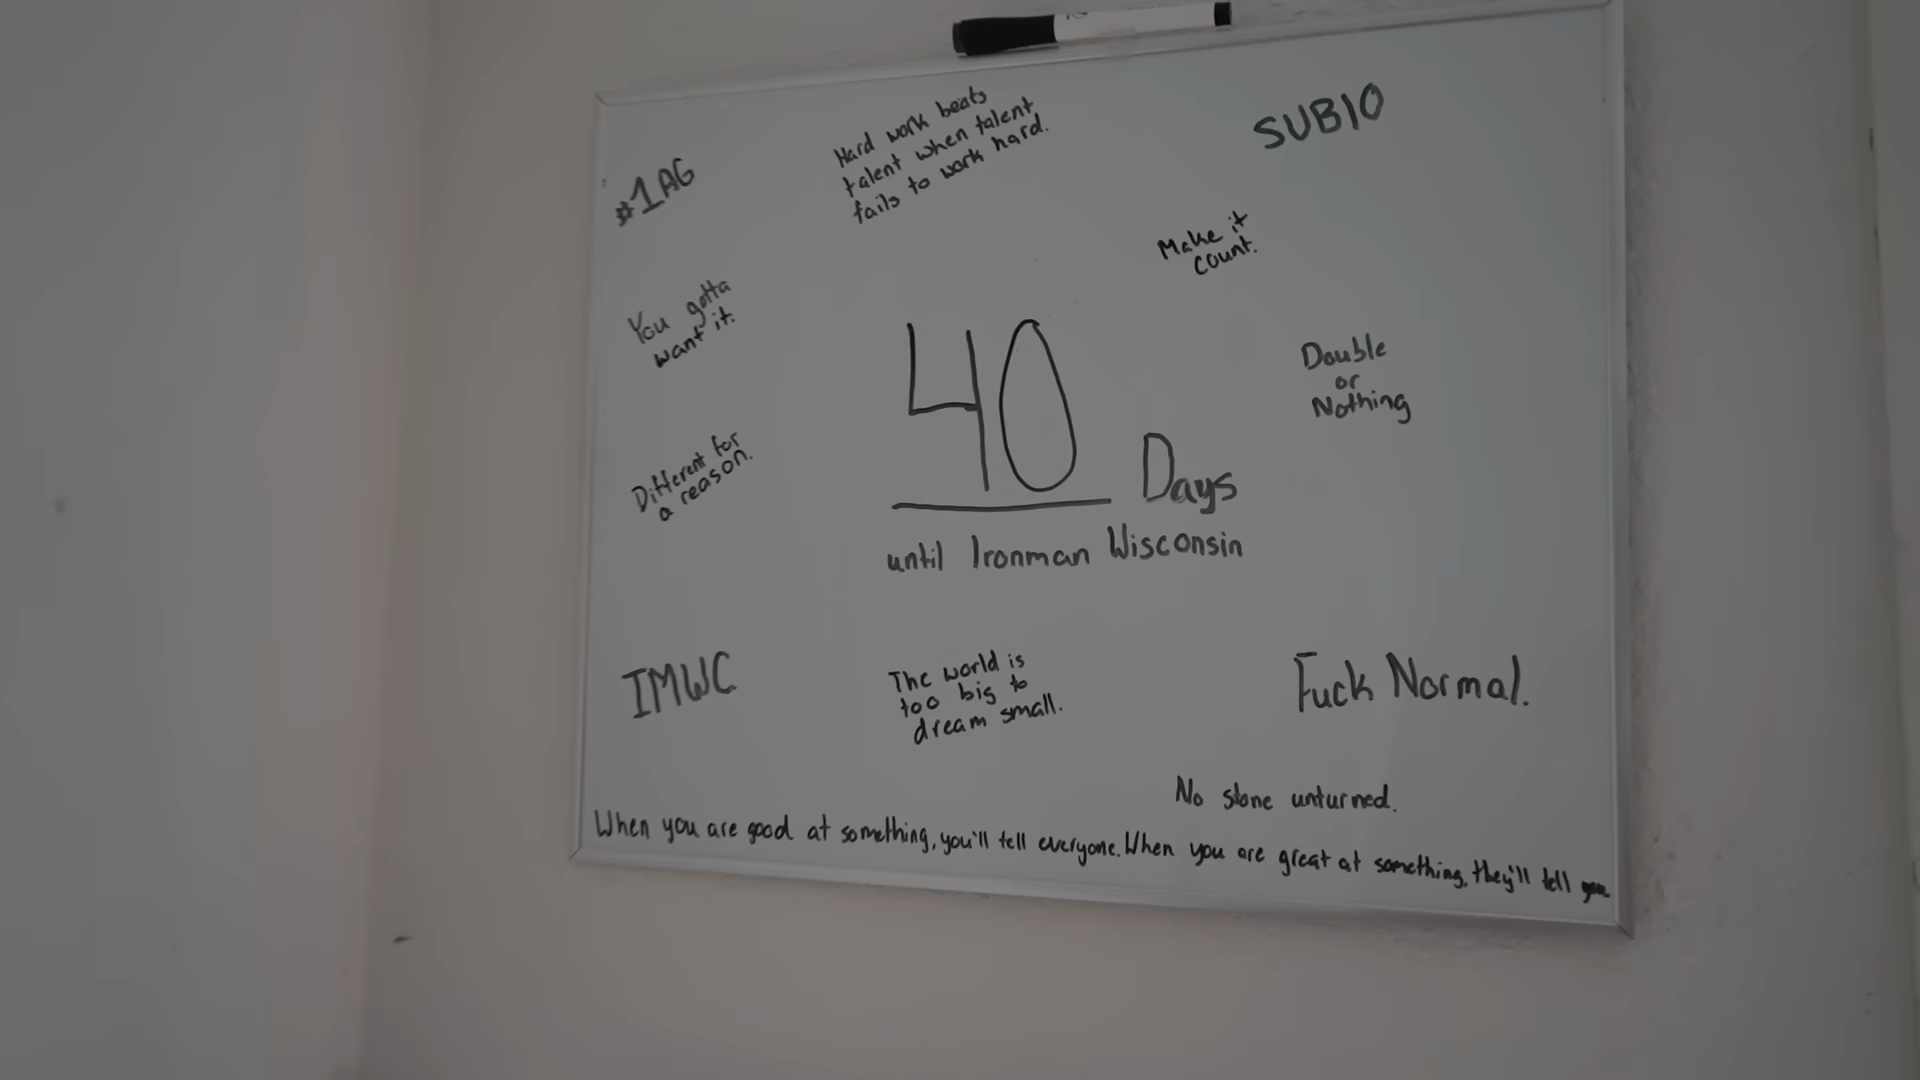 #1AG
Hard work beats
talent when talent
fails to work hard.
SUB10
Make it
count.
You gotta
want it.
40 Days
until Ironman Wisconsin
Double
or
Nothing
Different for
a reason.
IMWC
The world is
too big to
dream small.
Fuck Normal.
No stone unturned.
When you are good at something, you'll tell everyone. When you are great at something, they'll tell you.